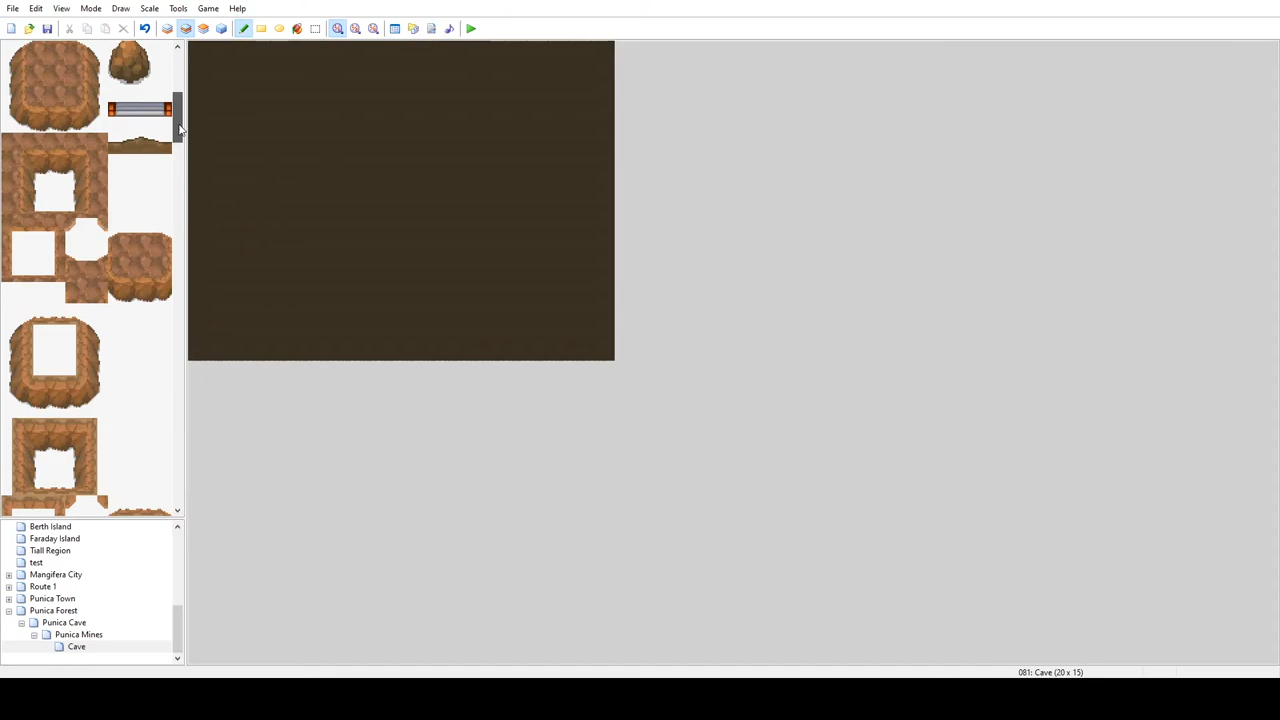 File Edit View Mode Draw Scale Tools Game Help
Berth Island
Faraday Island
Tiall Region
test
Mangifera City
Route 1
Punica Town
Punica Forest
Punica Cave
Punica Mines
Cave
081: Cave (20 x 15)